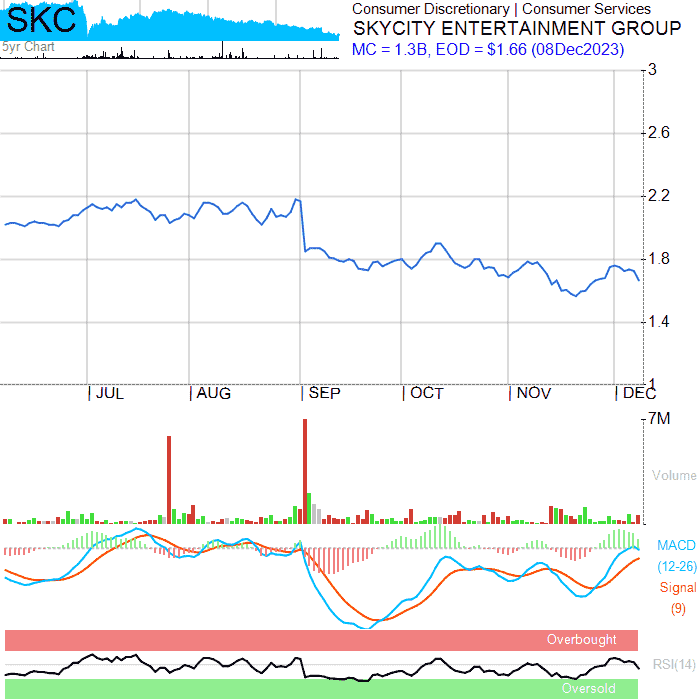 SKC
5yr Chart
Consumer Discretionary | Consumer Services
SKYCITY ENTERTAINMENT GROUP
MC = 1.3B, EOD = $1.66 (08Dec2023)
3
2.6
2.2
1.8
1.4
1
JUL AUG SEP OCT NOV DEC
7M
Volume
MACD
(12-26)
Signal
(9)
Overbought
RSI(14)
Oversold